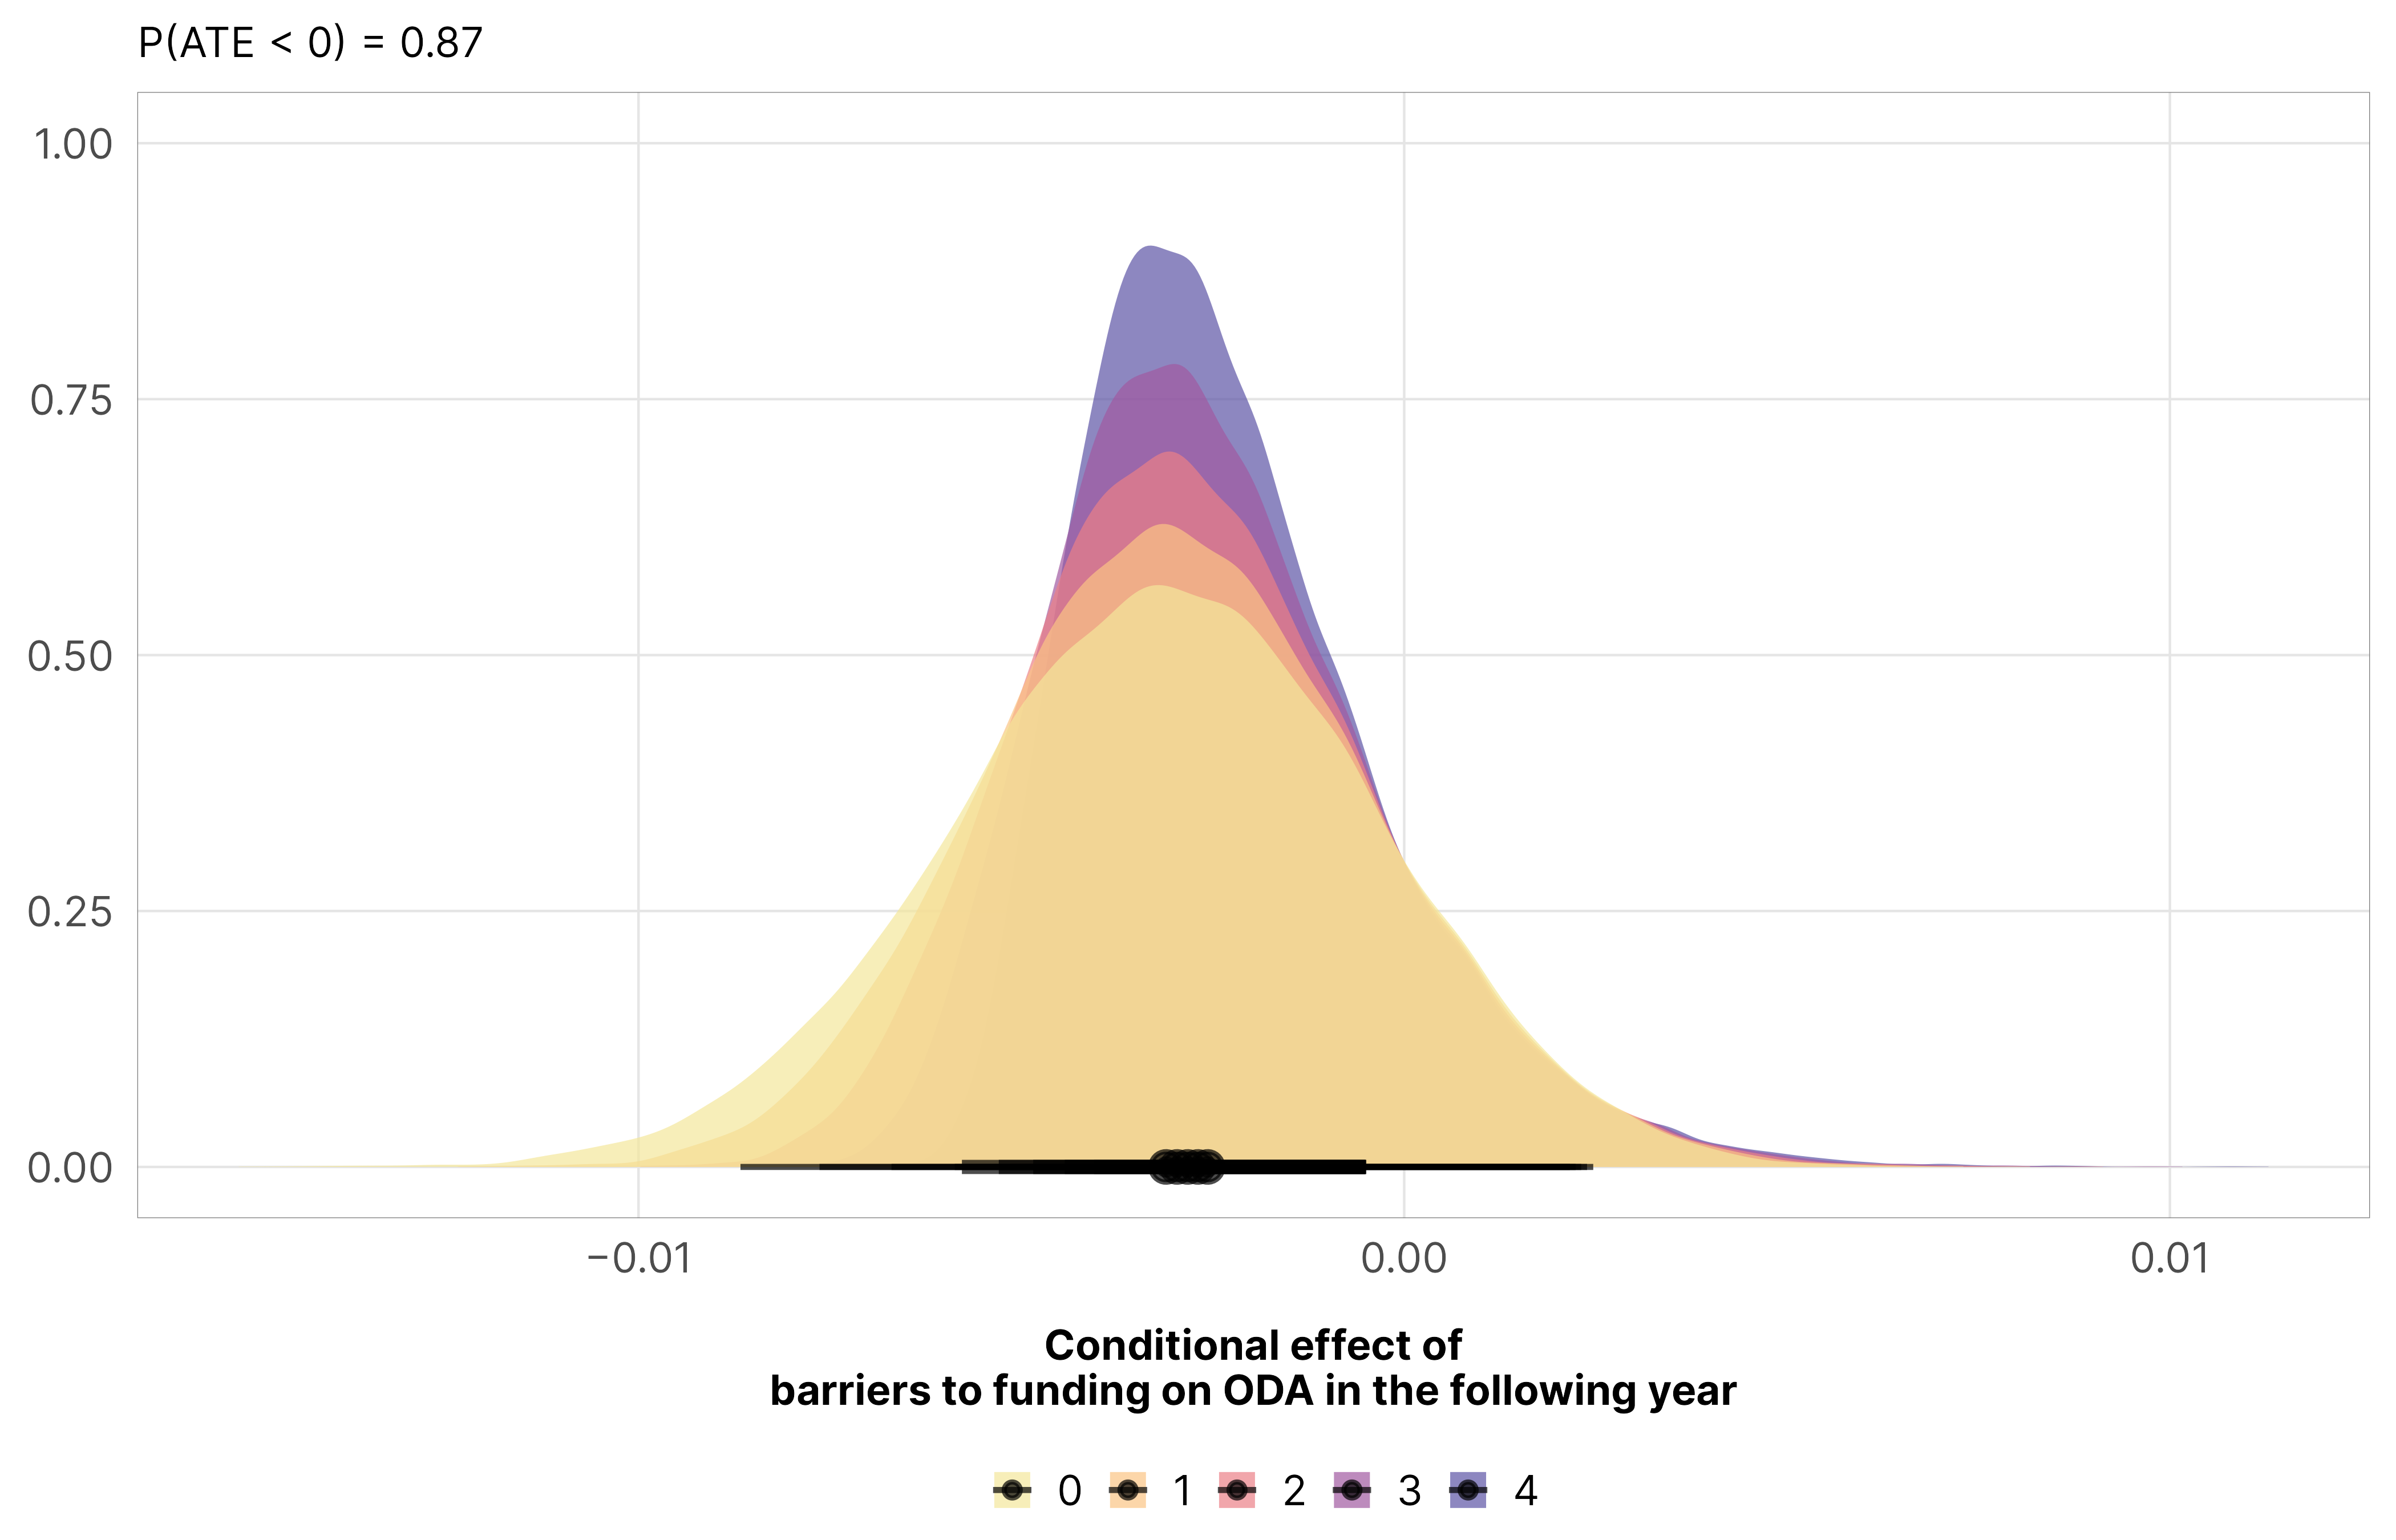 P(ATE < 0) = 0.87
1.00
0.75
0.50
0.25
0.00
−0.01 0.00 0.01
Conditional effect of
barriers to funding on ODA in the following year
0 1 2 3 4